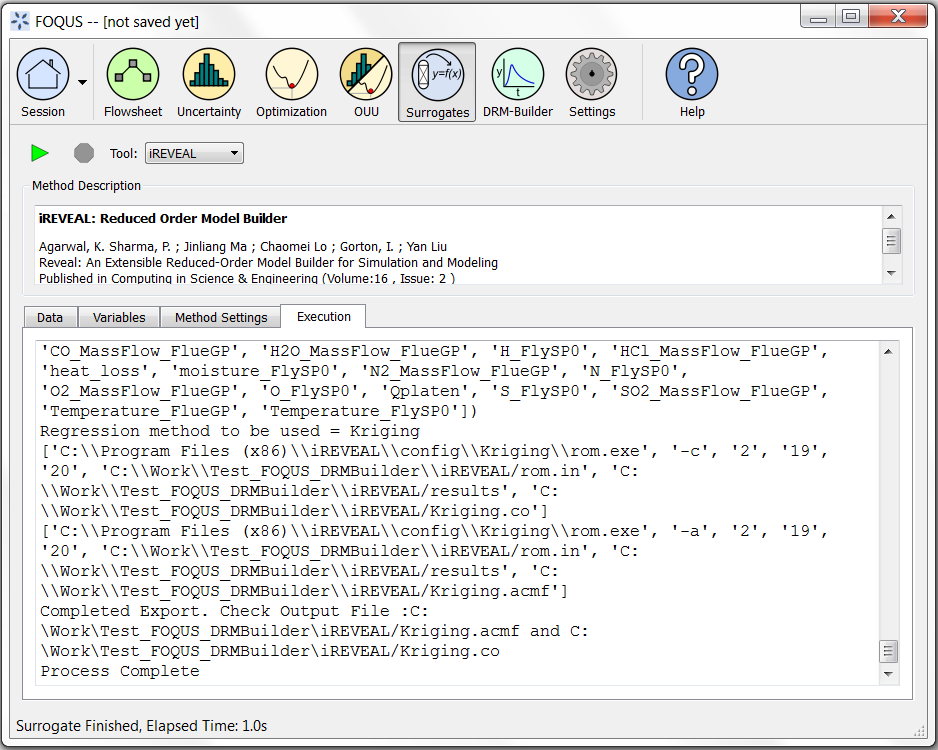 FOQUS -- [not saved yet]
Session
Flowsheet
Uncertainty
Optimization
OUU
y=f(x)
Surrogates
y
t
DRM-Builder
Settings
?
Help
Tool:
iREVEAL
Method Description
iREVEAL: Reduced Order Model Builder
Agarwal, K. Sharma, P. ; Jinliang Ma ; Chaomei Lo ; Gorton, I. ; Yan Liu
Reveal: An Extensible Reduced-Order Model Builder for Simulation and Modeling
Published in Computing in Science & Engineering (Volume:16 , Issue: 2 )
Data
Variables
Method Settings
Execution
'CO_MassFlow_FlueGP', 'H2O_MassFlow_FlueGP', 'H_FlySP0', 'HCl_MassFlow_FlueGP',
'heat_loss', 'moisture_FlySP0', 'N2_MassFlow_FlueGP', 'N_FlySP0',
'O2_MassFlow_FlueGP', 'O_FlySP0', 'Qplaten', 'S_FlySP0', 'SO2_MassFlow_FlueGP',
'Temperature_FlueGP', 'Temperature_FlySP0'])
Regression method to be used = Kriging
['C:\\Program Files (x86)\\iREVEAL\\config\\Kriging\\rom.exe', '-c', '2', '19',
'20', 'C:\\Work\\Test_FOQUS_DRMBuilder\\iREVEAL/rom.in', 'C:
\\Work\\Test_FOQUS_DRMBuilder\\iREVEAL/results', 'C:
\\Work\\Test_FOQUS_DRMBuilder\\iREVEAL/Kriging.co']
['C:\\Program Files (x86)\\iREVEAL\\config\\Kriging\\rom.exe', '-a', '2', '19',
'20', 'C:\\Work\\Test_FOQUS_DRMBuilder\\iREVEAL/rom.in', 'C:
\\Work\\Test_FOQUS_DRMBuilder\\iREVEAL/results', 'C:
\\Work\\Test_FOQUS_DRMBuilder\\iREVEAL/Kriging.acmf']
Completed Export. Check Output File :C:
\Work\Test_FOQUS_DRMBuilder\iREVEAL/Kriging.acmf and C:
\Work\Test_FOQUS_DRMBuilder\iREVEAL/Kriging.co
Process Complete
Surrogate Finished, Elapsed Time: 1.0s